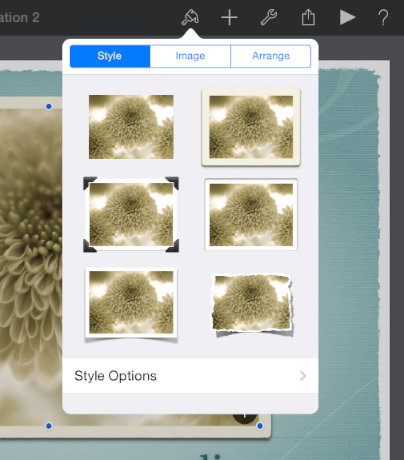 ation 2
Style
Image
Arrange
Style Options